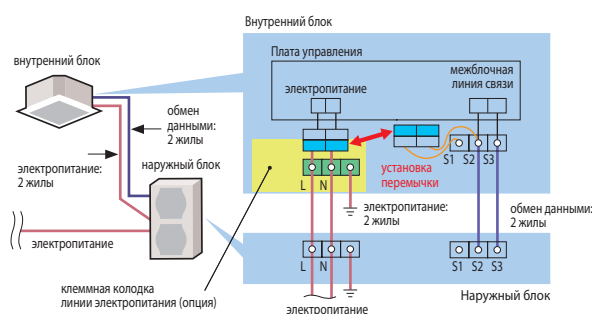 Внутренний блок
Плата управления
внутренний блок
межблочная
линия связи
электропитание
обмен
данными:
2 жилы
S1 S2 S3
электропитание:
2 жилы
наружный блок
установка
перемычки
L N
электропитание:
2 жилы
обмен данными:
2 жилы
электропитание
L N
S1 S2 S3
клеммная колодка
линии электропитания (опция)
Наружный блок
электропитание